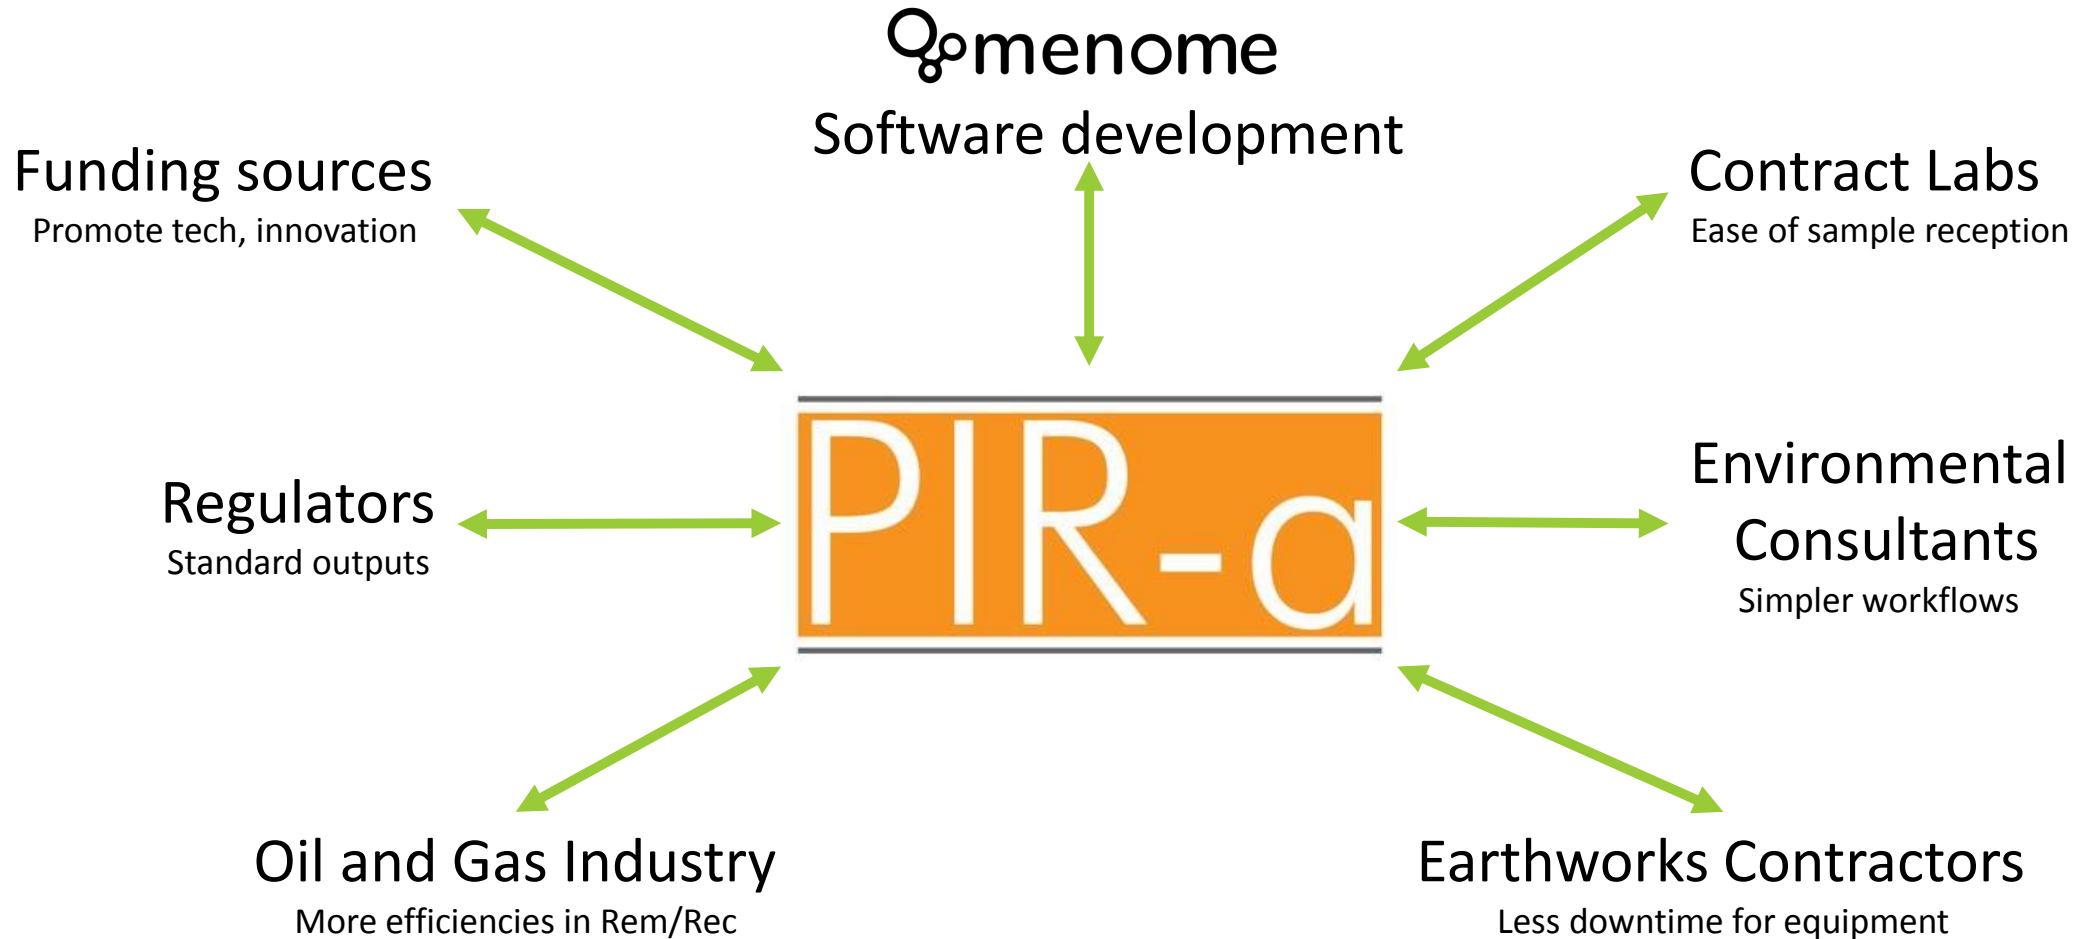 menome
Software development
Funding sources
Promote tech, innovation
Contract Labs
Ease of sample reception
PIR-a
Regulators
Standard outputs
Environmental
Consultants
Simpler workflows
Oil and Gas Industry
More efficiencies in Rem/Rec
Earthworks Contractors
Less downtime for equipment